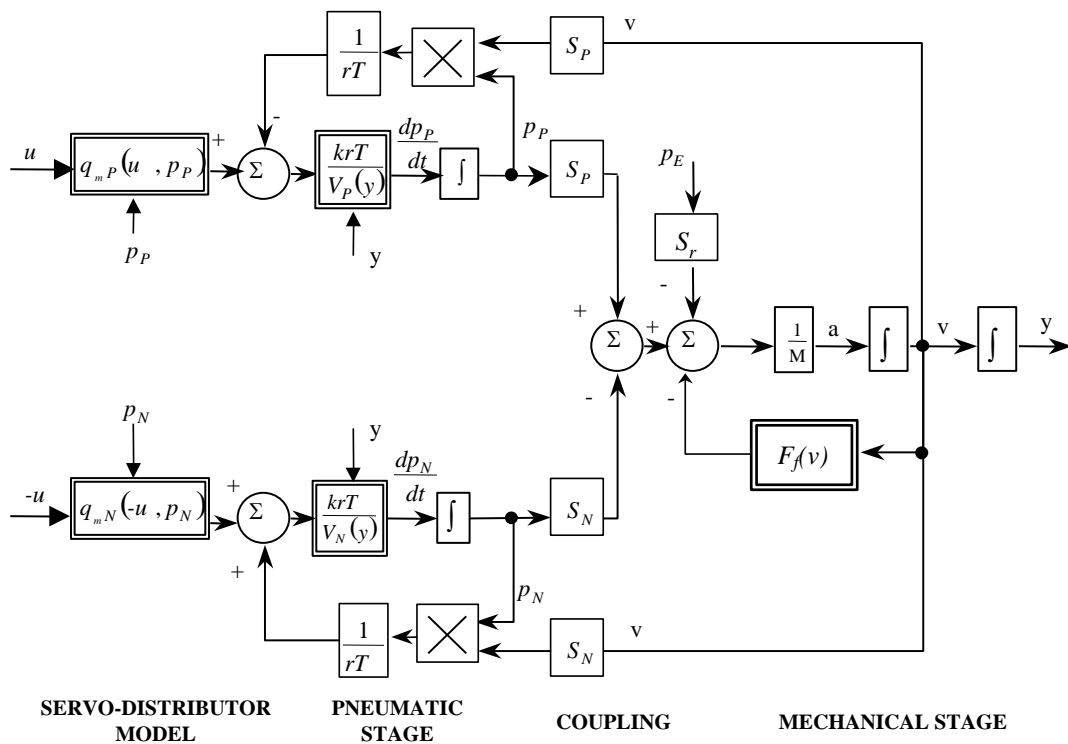 1
rT
S_P
v
-
u
q_mP(u , p_P)
+
Σ
krT
V_P(y)
dp_P
dt
∫
p_P
S_P
p_E
p_P
y
S_r
-
+
Σ
+
Σ
1
M
a
∫
v
∫
y
-
-
p_N
y
F_f(v)
-u
q_mN(-u , p_N)
+
Σ
krT
V_N(y)
dp_N
dt
∫
S_N
+
p_N
1
rT
S_N
v
SERVO-DISTRIBUTOR
MODEL
PNEUMATIC
STAGE
COUPLING
MECHANICAL STAGE